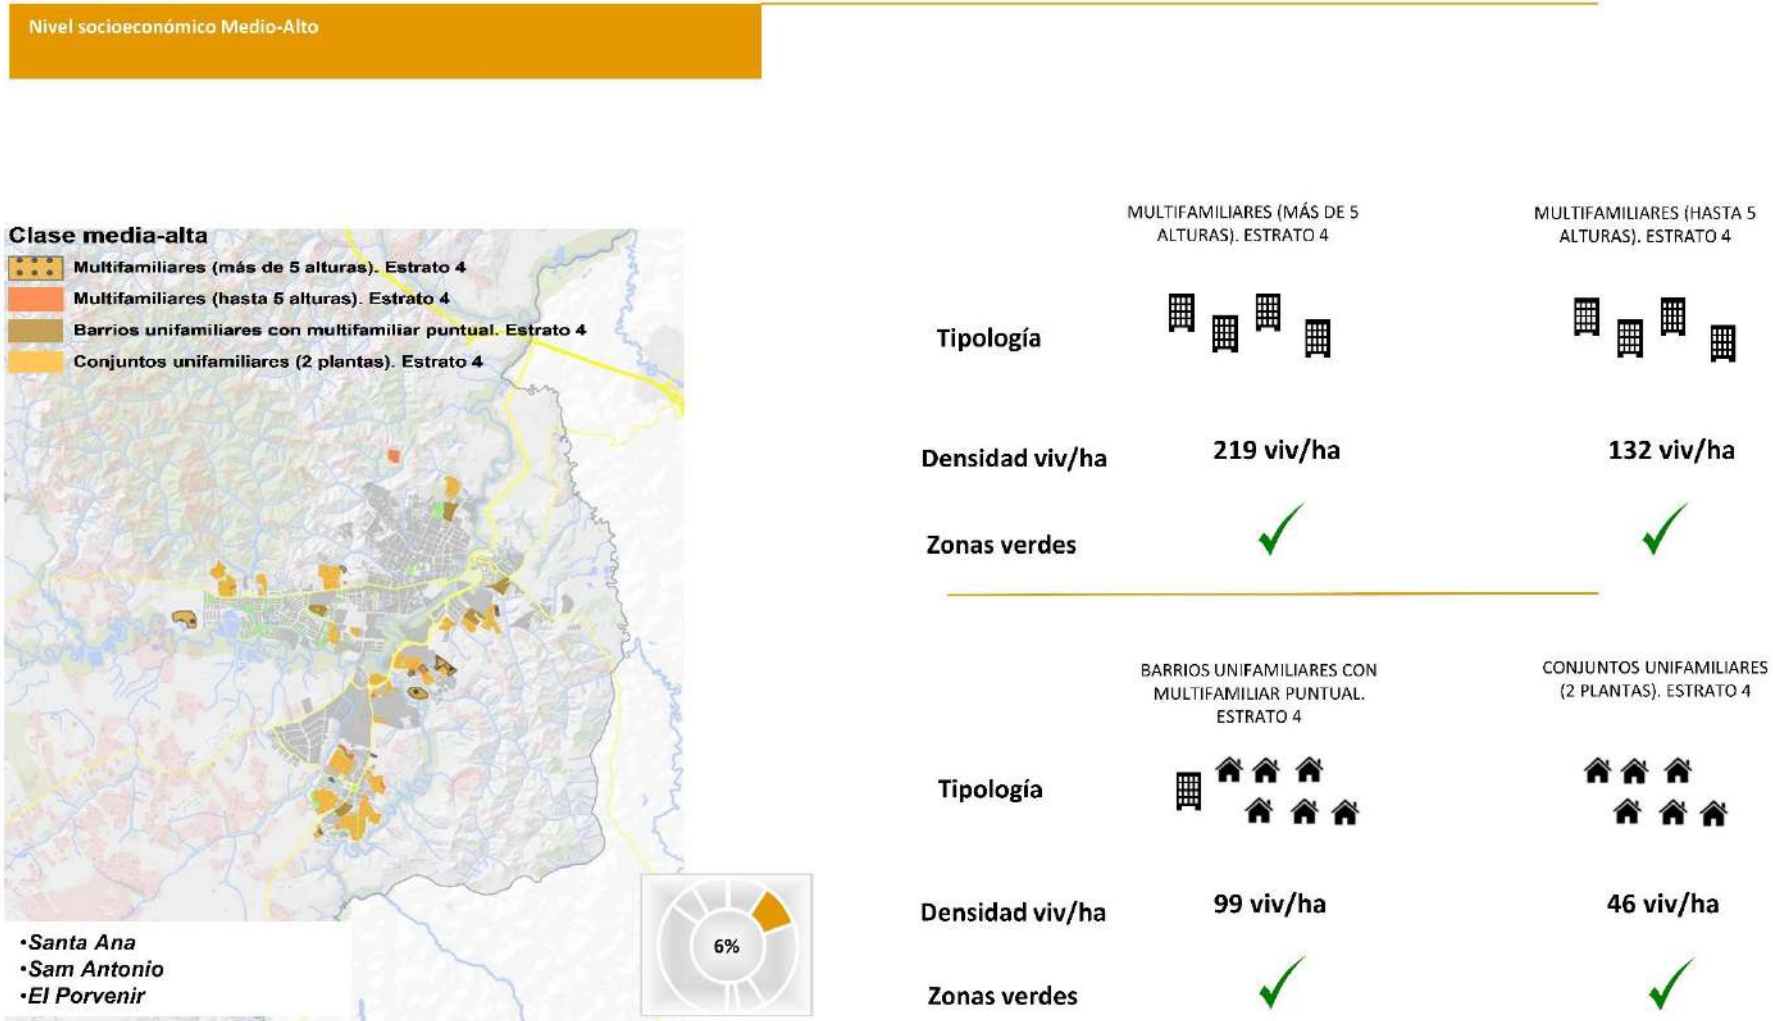 Nivel socioeconómico Medio-Alto
Clase media-alta
Multifamiliares (más de 5 alturas). Estrato 4
Multifamiliares (hasta 5 alturas). Estrato 4
Barrios unifamiliares con multifamiliar puntual. Estrato 4
Conjuntos unifamiliares (2 plantas). Estrato 4
•Santa Ana
•Sam Antonio
•El Porvenir
6%
MULTIFAMILIARES (MÁS DE 5
ALTURAS). ESTRATO 4
MULTIFAMILIARES (HASTA 5
ALTURAS). ESTRATO 4
Tipología
Densidad viv/ha
219 viv/ha
132 viv/ha
Zonas verdes
BARRIOS UNIFAMILIARES CON
MULTIFAMILIAR PUNTUAL.
ESTRATO 4
CONJUNTOS UNIFAMILIARES
(2 PLANTAS). ESTRATO 4
Tipología
Densidad viv/ha
99 viv/ha
46 viv/ha
Zonas verdes